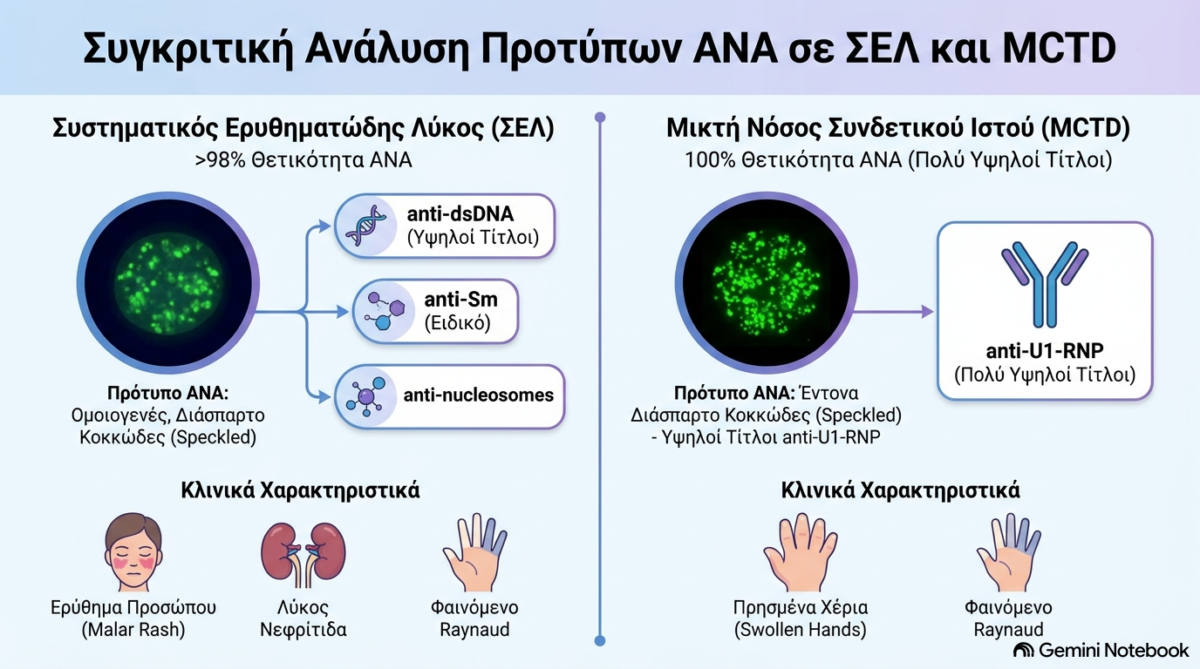 Συγκριτική Ανάλυση Προτύπων ANA σε ΣΕΛ και MCTD
Συστηματικός Ερυθηματώδης Λύκος (ΣΕΛ)
>98% Θετικότητα ANA
anti-dsDNA
(Υψηλοί Τίτλοι)
anti-Sm
(Ειδικό)
anti-nucleosomes
Πρότυπο ANA:
Ομοιογενές, Διάσπαρτο
Κοκκώδες (Speckled)
Κλινικά Χαρακτηριστικά
Ερύθημα Προσώπου
(Malar Rash)
Λύκος
Νεφρίτιδα
Φαινόμενο
Raynaud
Μικτή Νόσος Συνδετικού Ιστού (MCTD)
100% Θετικότητα ANA (Πολύ Υψηλοί Τίτλοι)
anti-U1-RNP
(Πολύ Υψηλοί Τίτλοι)
Πρότυπο ANA: Έντονα
Διάσπαρτο Κοκκώδες (Speckled)
- Υψηλοί Τίτλοι anti-U1-RNP
Κλινικά Χαρακτηριστικά
Πρησμένα Χέρια
(Swollen Hands)
Φαινόμενο
Raynaud
Gemini Notebook